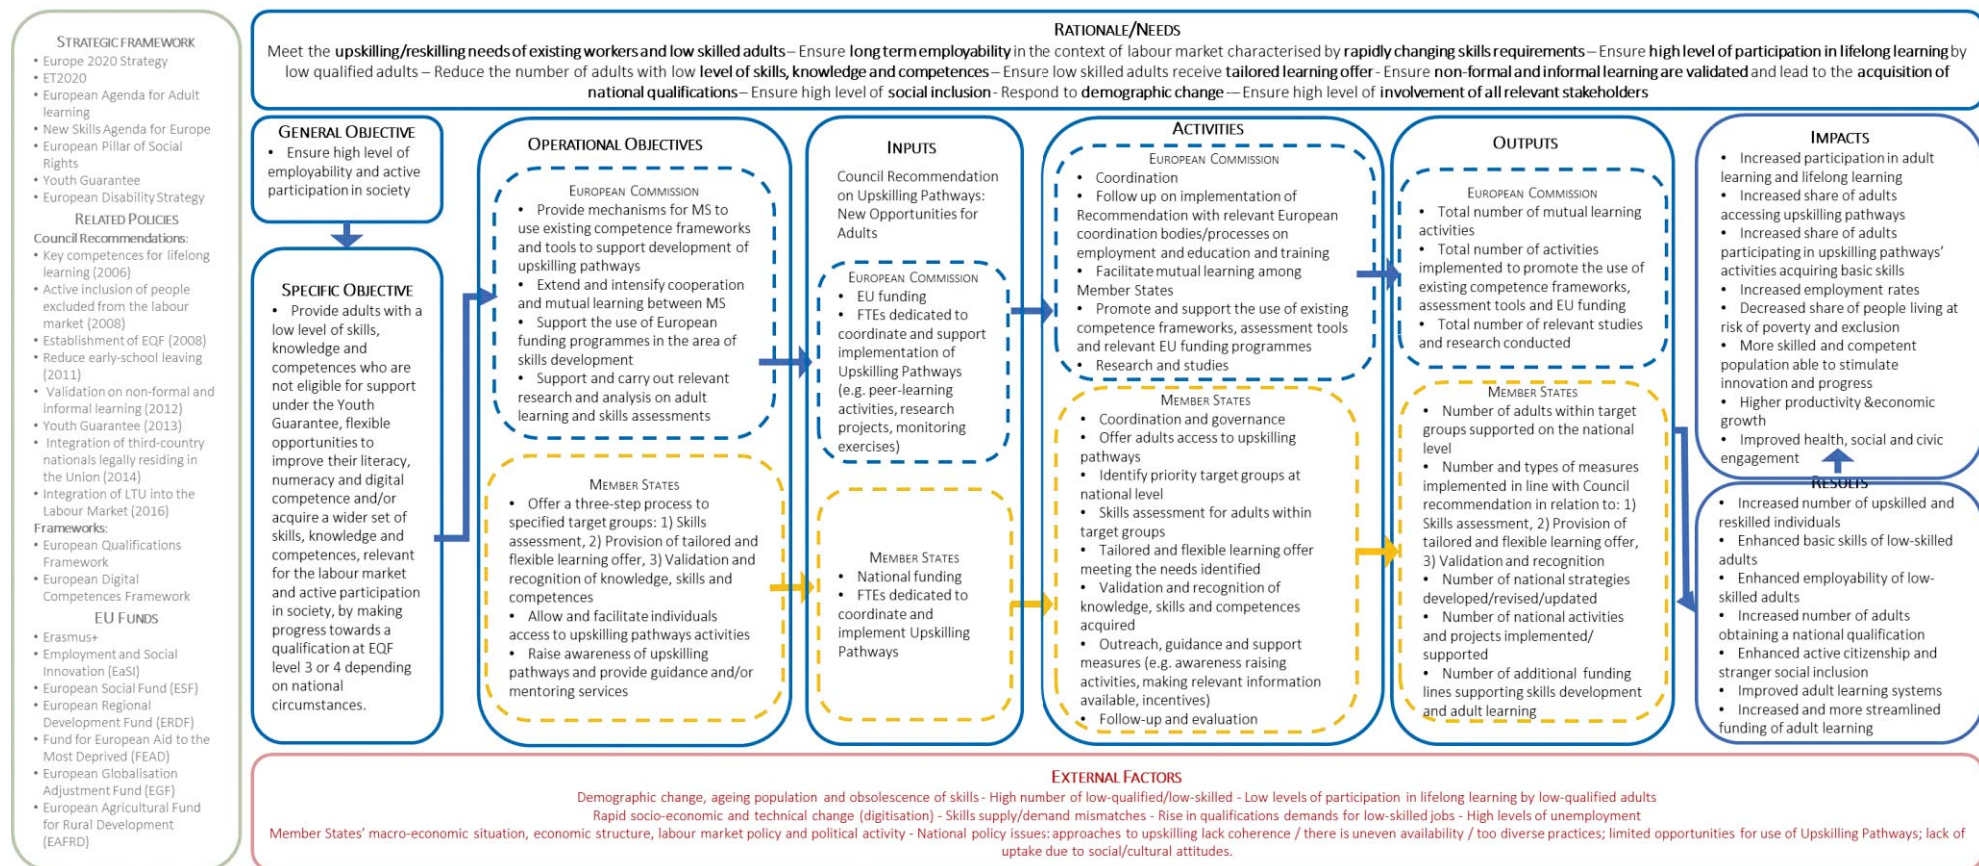 STRATEGIC FRAMEWORK
• Europe 2020 Strategy
• ET2020
• European Agenda for Adult
learning
• New Skills Agenda for Europe
• European Pillar of Social
Rights
• Youth Guarantee
• European Disability Strategy
RELATED POLICIES
Council Recommendations:
• Key competences for lifelong
learning (2006)
• Active inclusion of people
excluded from the labour
market (2008)
• Establishment of EQF (2008)
• Reduce early-school leaving
(2011)
• Validation on non-formal and
informal learning (2012)
• Youth Guarantee (2013)
• Integration of third-country
nationals legally residing in
the Union (2014)
• Integration of LTU into the
Labour Market (2016)
Frameworks:
• European Qualifications
Framework
• European Digital
Competences Framework
EU FUNDS
• Erasmus+
• Employment and Social
Innovation (EaSI)
• European Social Fund (ESF)
• European Regional
Development Fund (ERDF)
• Fund for European Aid to the
Most Deprived (FEAD)
• European Globalisation
Adjustment Fund (EGF)
• European Agricultural Fund
for Rural Development
(EAFRD)
RATIONALE/NEEDS
Meet the upskilling/reskilling needs of existing workers and low skilled adults – Ensure long term employability in the context of labour market characterised by rapidly changing skills requirements – Ensure high level of participation in lifelong learning by
low qualified adults – Reduce the number of adults with low level of skills, knowledge and competences – Ensure low skilled adults receive tailored learning offer - Ensure non-formal and informal learning are validated and lead to the acquisition of
national qualifications – Ensure high level of social inclusion - Respond to demographic change –- Ensure high level of involvement of all relevant stakeholders
GENERAL OBJECTIVE
• Ensure high level of
employability and active
participation in society
SPECIFIC OBJECTIVE
• Provide adults with a
low level of skills,
knowledge and
competences who are
not eligible for support
under the Youth
Guarantee, flexible
opportunities to
improve their literacy,
numeracy and digital
competence and/or
acquire a wider set of
skills, knowledge and
competences, relevant
for the labour market
and active participation
in society, by making
progress towards a
qualification at EQF
level 3 or 4 depending
on national
circumstances.
OPERATIONAL OBJECTIVES
EUROPEAN COMMISSION
• Provide mechanisms for MS to
use existing competence frameworks
and tools to support development of
upskilling pathways
• Extend and intensify cooperation
and mutual learning between MS
• Support the use of European
funding programmes in the area of
skills development
• Support and carry out relevant
research and analysis on adult
learning and skills assessments
MEMBER STATES
• Offer a three-step process to
specified target groups: 1) Skills
assessment, 2) Provision of tailored
and flexible learning offer, 3) Validation and
recognition of knowledge, skills and
competences
• Allow and facilitate individuals
access to upskilling pathways activities
• Raise awareness of upskilling
pathways and provide guidance and/or
mentoring services
INPUTS
Council Recommendation
on Upskilling Pathways:
New Opportunities for
Adults
EUROPEAN COMMISSION
• EU funding
• FTEs dedicated to
coordinate and support
implementation of
Upskilling Pathways
(e.g. peer-learning
activities, research
projects, monitoring
exercises)
MEMBER STATES
• National funding
• FTEs dedicated to
coordinate and
implement Upskilling
Pathways
ACTIVITIES
EUROPEAN COMMISSION
• Coordination
• Follow up on implementation of
Recommendation with relevant European
coordination bodies/processes on
employment and education and training
• Facilitate mutual learning among
Member States
• Promote and support the use of existing
competence frameworks, assessment tools
and relevant EU funding programmes
• Research and studies
MEMBER STATES
• Coordination and governance
• Offer adults access to upskilling
pathways
• Identify priority target groups at
national level
• Skills assessment for adults within
target groups
• Tailored and flexible learning offer
meeting the needs identified
• Validation and recognition of
knowledge, skills and competences
acquired
• Outreach, guidance and support
measures (e.g. awareness raising
activities, making relevant information
available, incentives)
• Follow-up and evaluation
OUTPUTS
EUROPEAN COMMISSION
• Total number of mutual learning
activities
• Total number of activities
implemented to promote the use of
existing competence frameworks,
assessment tools and EU funding
• Total number of relevant studies
and research conducted
MEMBER STATES
• Number of adults within target
groups supported on the national
level
• Number and types of measures
implemented in line with Council
recommendation in relation to: 1)
Skills assessment, 2) Provision of
tailored and flexible learning offer,
3) Validation and recognition
• Number of national strategies
developed/revised/updated
• Number of national activities
and projects implemented/
supported
• Number of additional funding
lines supporting skills development
and adult learning
IMPACTS
• Increased participation in adult
learning and lifelong learning
• Increased share of adults
accessing upskilling pathways
• Increased share of adults
participating in upskilling pathways'
activities acquiring basic skills
• Increased employment rates
• Decreased share of people living at
risk of poverty and exclusion
• More skilled and competent
population able to stimulate
innovation and progress
• Higher productivity &economic
growth
• Improved health, social and civic
engagement
RESULTS
• Increased number of upskilled and
reskilled individuals
• Enhanced basic skills of low-skilled
adults
• Enhanced employability of low-
skilled adults
• Increased number of adults
obtaining a national qualification
• Enhanced active citizenship and
stranger social inclusion
• Improved adult learning systems
• Increased and more streamlined
funding of adult learning
EXTERNAL FACTORS
Demographic change, ageing population and obsolescence of skills - High number of low-qualified/low-skilled - Low levels of participation in lifelong learning by low-qualified adults
Rapid socio-economic and technical change (digitisation) - Skills supply/demand mismatches - Rise in qualifications demands for low-skilled jobs - High levels of unemployment
Member States' macro-economic situation, economic structure, labour market policy and political activity - National policy issues: approaches to upskilling lack coherence / there is uneven availability / too diverse practices; limited opportunities for use of Upskilling Pathways; lack of
uptake due to social/cultural attitudes.